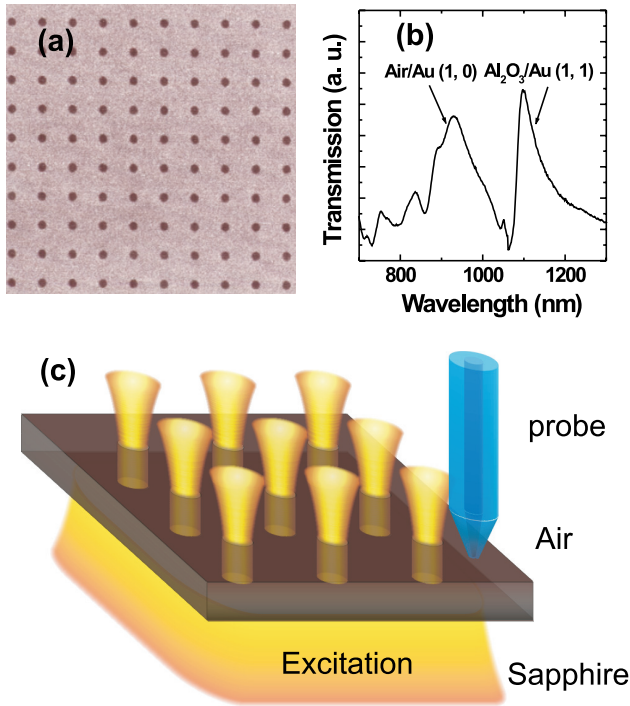 (a)
(b)
Air/Au (1, 0) Al₂O₃/Au (1, 1)
Transmission (a. u.)
800 1000 1200
Wavelength (nm)
(c)
probe
Air
Excitation
Sapphire